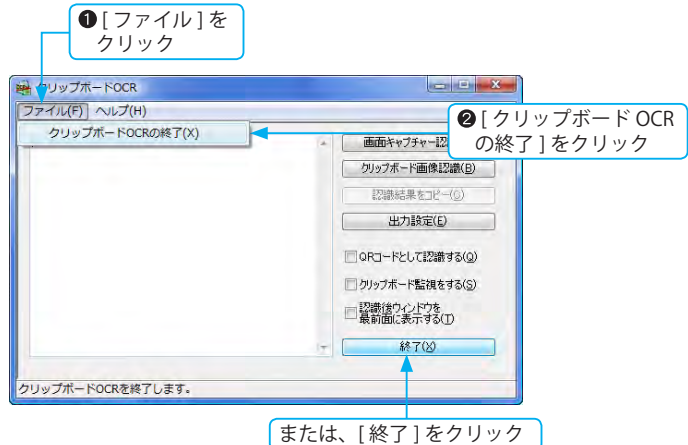 ❶[ファイル]を
クリック
クリップボードOCR
ファイル(F) ヘルプ(H)
クリップボードOCRの終了(X)
❷[クリップボード OCR
の終了]をクリック
画面キャプチャー認
クリップボード画像認識(B)
認識結果をコピー(C)
出力設定(E)
QRコードとして認識する(Q)
クリップボード監視をする(S)
認識後ウィンドウを
最前面に表示する(T)
終了(X)
クリップボードOCRを終了します。
または、[終了]をクリック